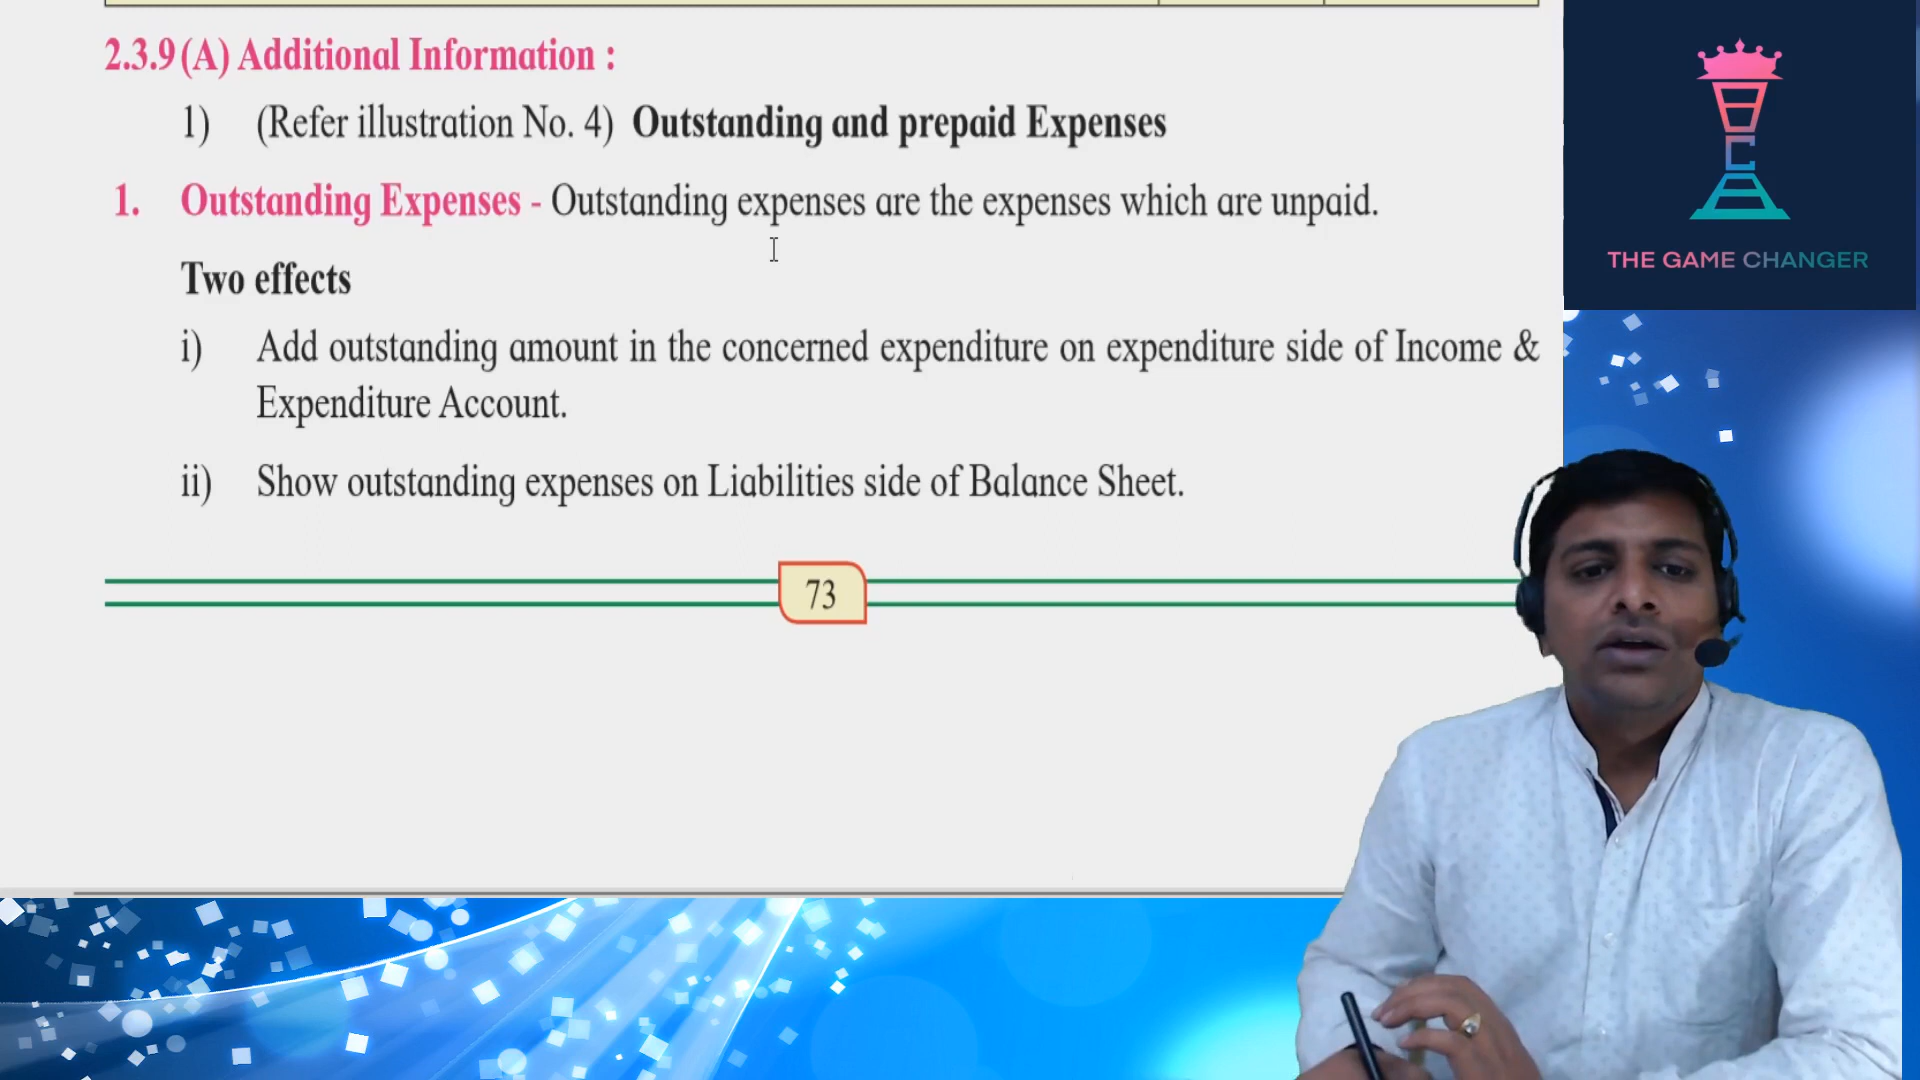 2.3.9 (A) Additional Information :
1) (Refer illustration No. 4) Outstanding and prepaid Expenses
1. Outstanding Expenses - Outstanding expenses are the expenses which are unpaid.
Two effects
i) Add outstanding amount in the concerned expenditure on expenditure side of Income &
Expenditure Account.
ii) Show outstanding expenses on Liabilities side of Balance Sheet.
73
THE GAME CHANGER